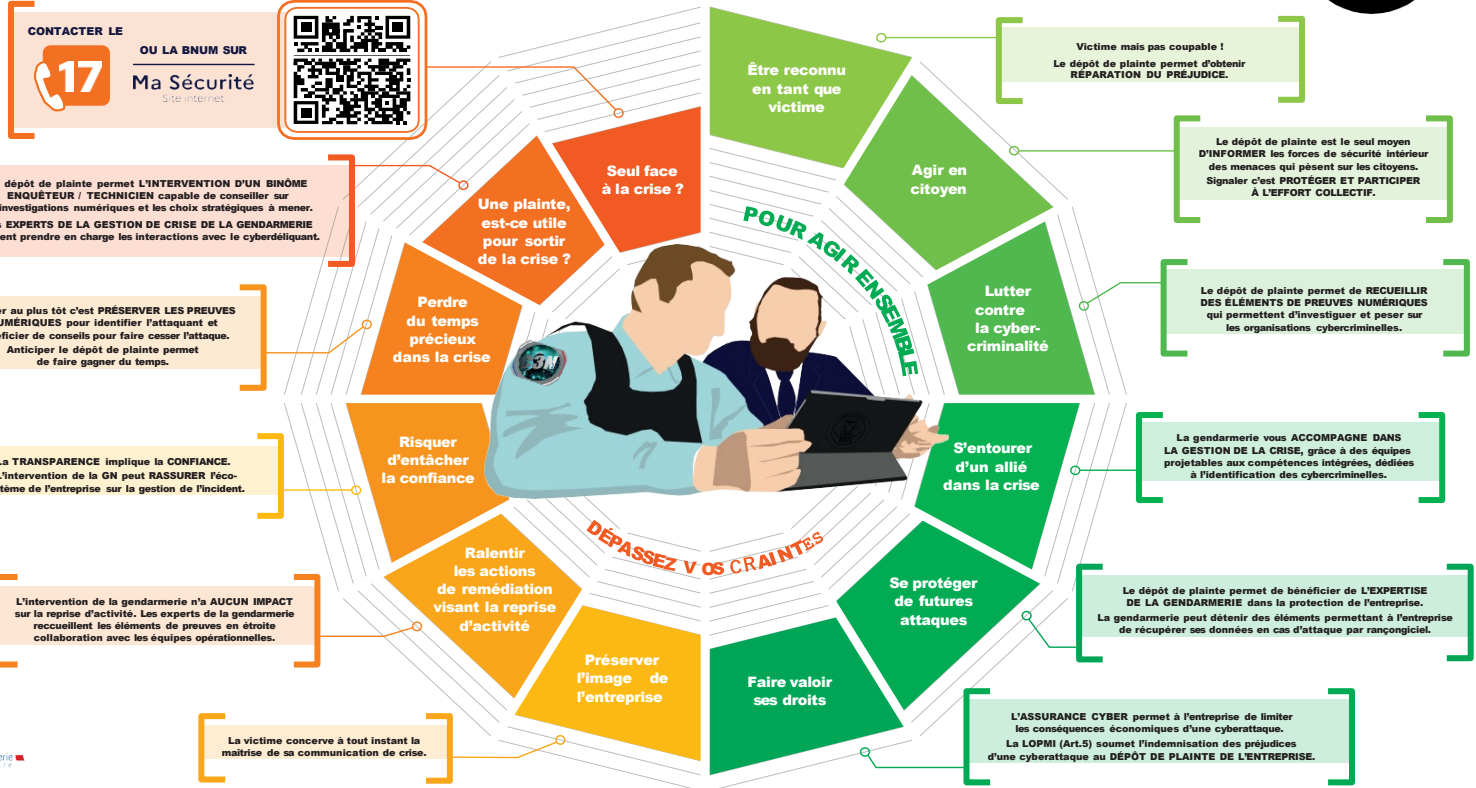 CONTACTER LE
17
OU LA BNUM SUR
Ma Sécurité
Site internet
dépôt de plainte permet L'INTERVENTION D'UN BINÔME
ENQUÊTEUR / TECHNICIEN capable de conseiller sur
investigations numériques et les choix stratégiques à mener.
EXPERTS DE LA GESTION DE CRISE DE LA GENDARMERIE
ent prendre en charge les interactions avec le cyberdéliquant.
er au plus tôt c'est PRÉSERVER LES PREUVES
UMÉRIQUES pour identifier l'attaquant et
éficier de conseils pour faire cesser l'attaque.
Anticiper le dépôt de plainte permet
de faire gagner du temps.
La TRANSPARENCE implique la CONFIANCE.
L'intervention de la GN peut RASSURER l'éco-
tème de l'entreprise sur la gestion de l'incident.
L'intervention de la gendarmerie n'a AUCUN IMPACT
sur la reprise d'activité. Les experts de la gendarmerie
reccueillent les éléments de preuves en étroite
collaboration avec les équipes opérationnelles.
La victime concerve à tout instant la
maîtrise de sa communication de crise.
Seul face
à la crise ?
Une plainte,
est-ce utile
pour sortir
de la crise ?
Perdre
du temps
précieux
dans la crise
Risquer
d'entâcher
la confiance
Ralentir
les actions
de remédiation
visant la reprise
d'activité
Préserver
l'image de
l'entreprise
DÉPASSEZ VOS CRAINTES
POUR AGIR ENSEMBLE
Être reconnu
en tant que
victime
Agir en
citoyen
Lutter
contre
la cyber-
criminalité
S'entourer
d'un allié
dans la crise
Se protéger
de futures
attaques
Faire valoir
ses droits
Victime mais pas coupable !
Le dépôt de plainte permet d'obtenir
RÉPARATION DU PRÉJUDICE.
Le dépôt de plainte est le seul moyen
D'INFORMER les forces de sécurité intérieur
des menaces qui pèsent sur les citoyens.
Signaler c'est PROTÉGER ET PARTICIPER
À L'EFFORT COLLECTIF.
Le dépôt de plainte permet de RECUEILLIR
DES ÉLÉMENTS DE PREUVES NUMÉRIQUES
qui permettent d'investiguer et peser sur
les organisations cybercriminelles.
La gendarmerie vous ACCOMPAGNE DANS
LA GESTION DE LA CRISE, grâce à des équipes
projetables aux compétences intégrées, dédiées
à l'identification des cybercriminelles.
Le dépôt de plainte permet de bénéficier de L'EXPERTISE
DE LA GENDARMERIE dans la protection de l'entreprise.
La gendarmerie peut détenir des éléments permettant à l'entreprise
de récupérer ses données en cas d'attaque par rançongiciel.
L'ASSURANCE CYBER permet à l'entreprise de limiter
les conséquences économiques d'une cyberattaque.
La LOPMI (Art.5) soumet l'indemnisation des préjudices
d'une cyberattaque au DÉPÔT DE PLAINTE DE L'ENTREPRISE.